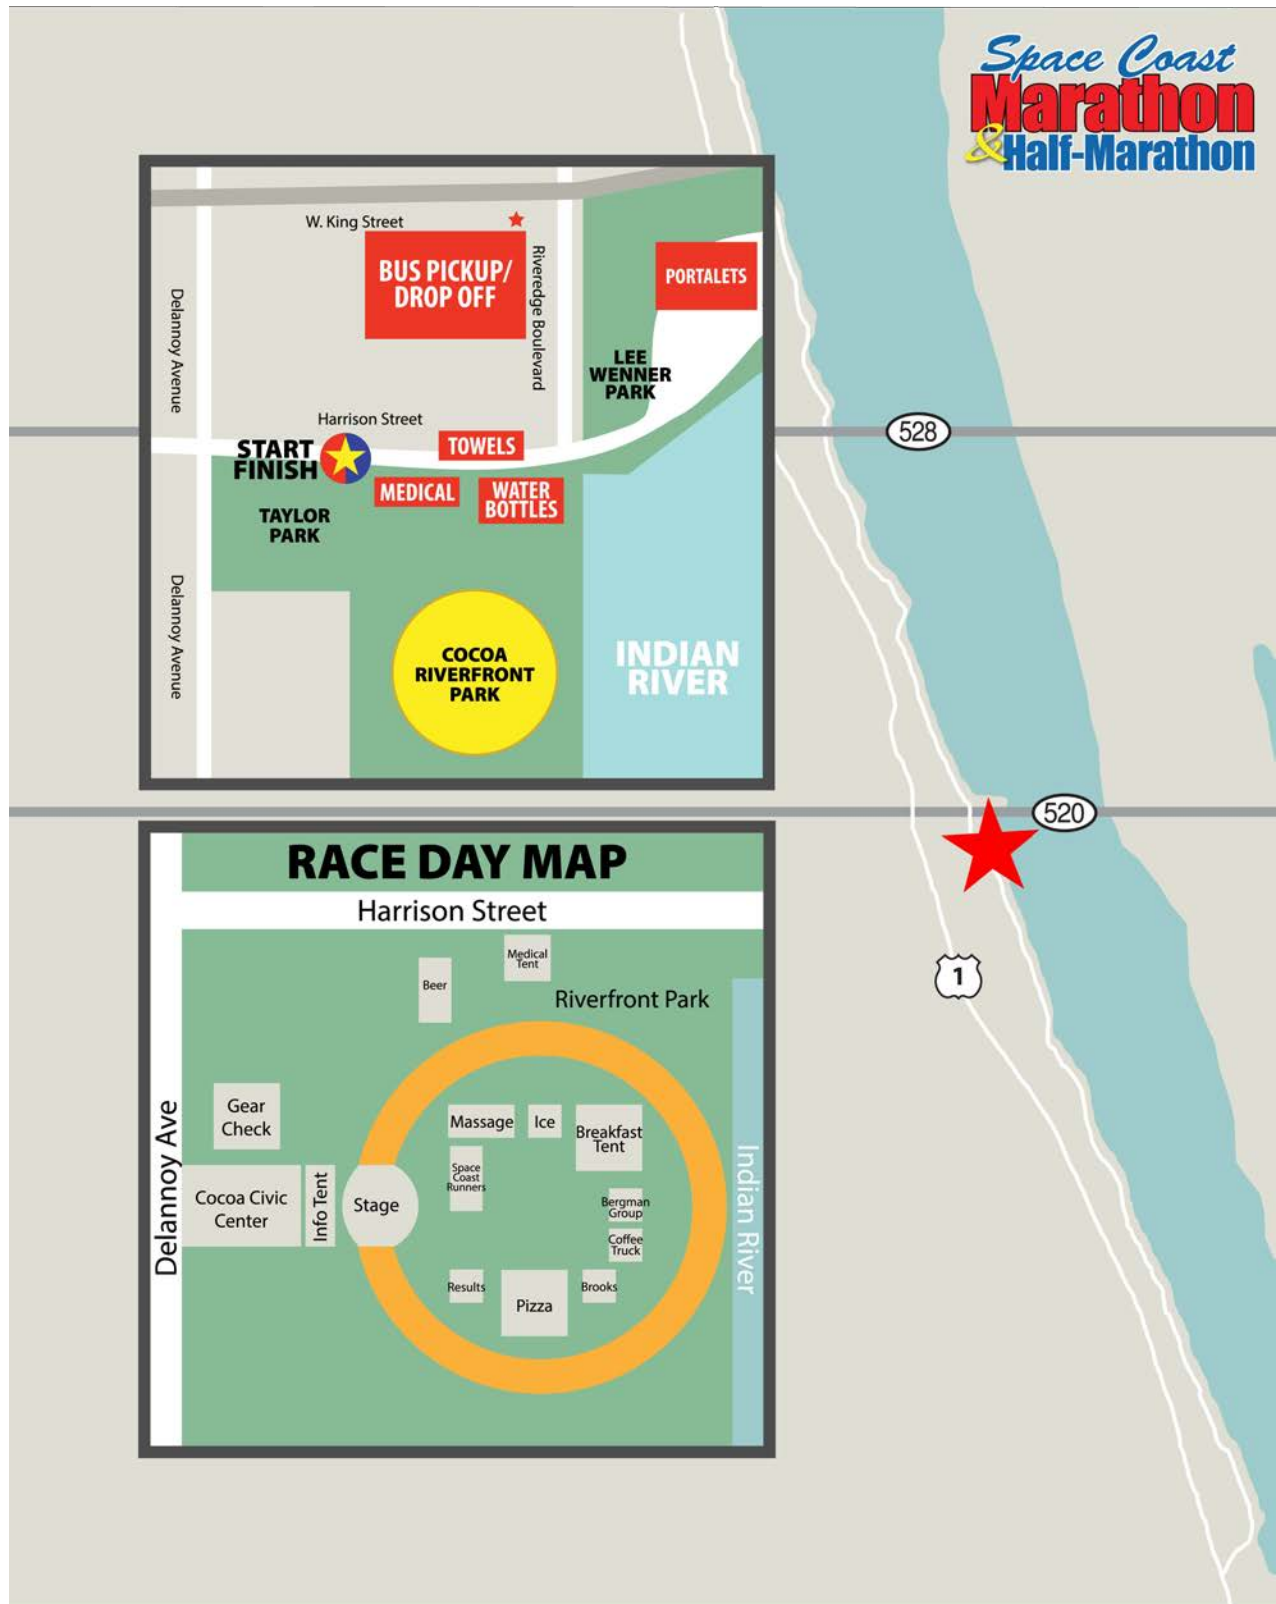 Space Coast
Marathon
& Half-Marathon
W. King Street
BUS PICKUP/
DROP OFF
Riveredge Boulevard
PORTALETS
Delannoy Avenue
LEE
WENNER
PARK
Harrison Street
START
FINISH
TOWELS
MEDICAL
WATER
BOTTLES
TAYLOR
PARK
Delannoy Avenue
COCOA
RIVERFRONT
PARK
INDIAN
RIVER
528
520
1
RACE DAY MAP
Harrison Street
Medical
Tent
Beer
Riverfront Park
Gear
Check
Massage
Ice
Breakfast
Tent
Delannoy Ave
Cocoa Civic
Center
Info Tent
Stage
Space
Coast
Runners
Bergman
Group
Coffee
Truck
Indian River
Results
Pizza
Brooks